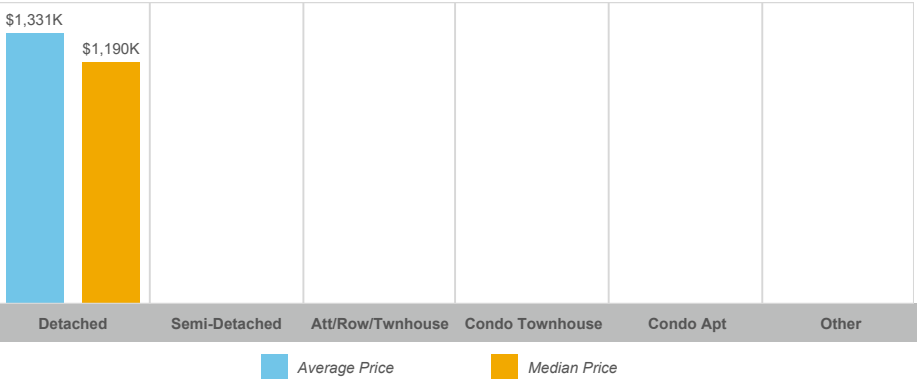 $1,331K
$1,190K
Detached Semi-Detached Att/Row/Twnhouse Condo Townhouse Condo Apt Other
Average Price Median Price